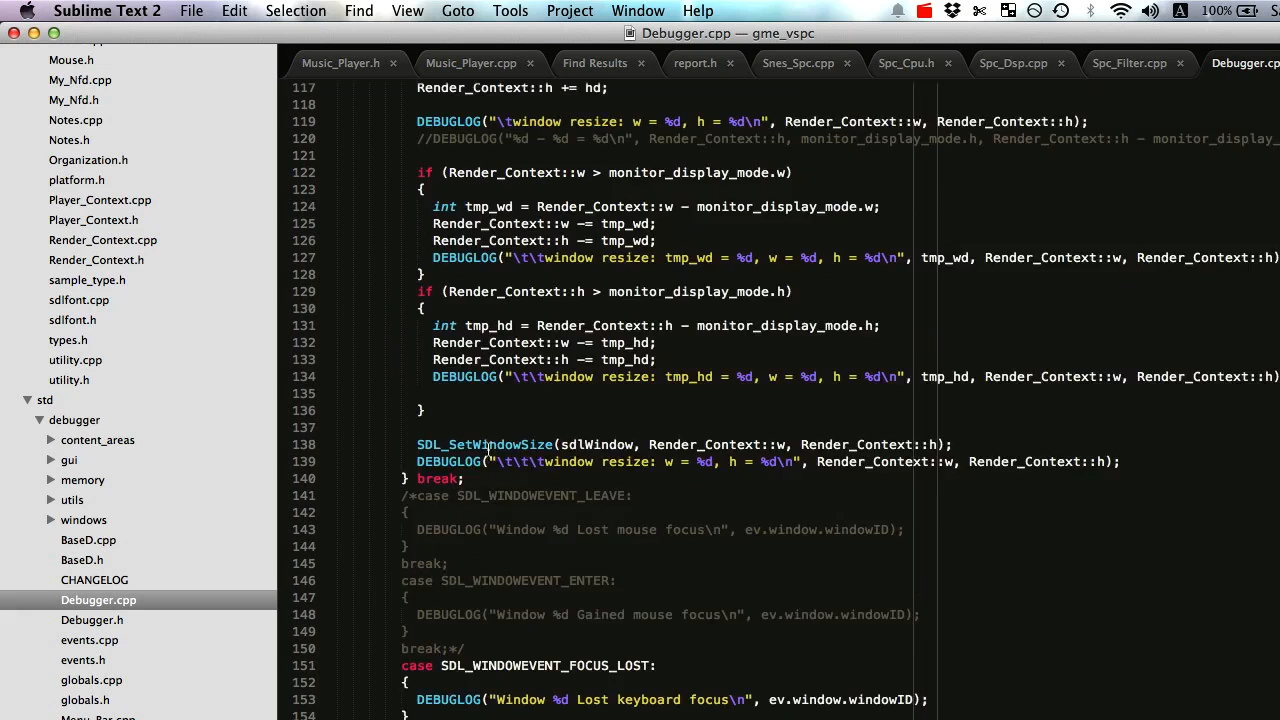 Sublime Text 2 File Edit Selection Find View Goto Tools Project Window Help 100%
Debugger.cpp — gme_vspc
Music_Player.h Music_Player.cpp Find Results report.h Snes_Spc.cpp Spc_Cpu.h Spc_Dsp.cpp Spc_Filter.cpp Debugger.cp
Mouse.h
My_Nfd.cpp
My_Nfd.h
Notes.cpp
Notes.h
Organization.h
platform.h
Player_Context.cpp
Player_Context.h
Render_Context.cpp
Render_Context.h
sample_type.h
sdlfont.cpp
sdlfont.h
types.h
utility.cpp
utility.h
std
debugger
content_areas
gui
memory
utils
windows
BaseD.cpp
BaseD.h
CHANGELOG
Debugger.cpp
Debugger.h
events.cpp
events.h
globals.cpp
globals.h
Menu_Bar.cpp
117 Render_Context::h += hd;
118
119 DEBUGLOG("\twindow resize: w = %d, h = %d\n", Render_Context::w, Render_Context::h);
120 //DEBUGLOG("%d - %d = %d\n", Render_Context::h, monitor_display_mode.h, Render_Context::h - monitor_display_
121
122 if (Render_Context::w > monitor_display_mode.w)
123 {
124 int tmp_wd = Render_Context::w - monitor_display_mode.w;
125 Render_Context::w -= tmp_wd;
126 Render_Context::h -= tmp_wd;
127 DEBUGLOG("\t\twindow resize: tmp_wd = %d, w = %d, h = %d\n", tmp_wd, Render_Context::w, Render_Context::h)
128 }
129 if (Render_Context::h > monitor_display_mode.h)
130 {
131 int tmp_hd = Render_Context::h - monitor_display_mode.h;
132 Render_Context::w -= tmp_hd;
133 Render_Context::h -= tmp_hd;
134 DEBUGLOG("\t\twindow resize: tmp_hd = %d, w = %d, h = %d\n", tmp_hd, Render_Context::w, Render_Context::h)
135
136 }
137
138 SDL_SetWindowSize(sdlWindow, Render_Context::w, Render_Context::h);
139 DEBUGLOG("\t\t\twindow resize: w = %d, h = %d\n", Render_Context::w, Render_Context::h);
140 } break;
141 /*case SDL_WINDOWEVENT_LEAVE:
142 {
143 DEBUGLOG("Window %d Lost mouse focus\n", ev.window.windowID);
144 }
145 break;
146 case SDL_WINDOWEVENT_ENTER:
147 {
148 DEBUGLOG("Window %d Gained mouse focus\n", ev.window.windowID);
149 }
150 break;*/
151 case SDL_WINDOWEVENT_FOCUS_LOST:
152 {
153 DEBUGLOG("Window %d Lost keyboard focus\n", ev.window.windowID);
154 }